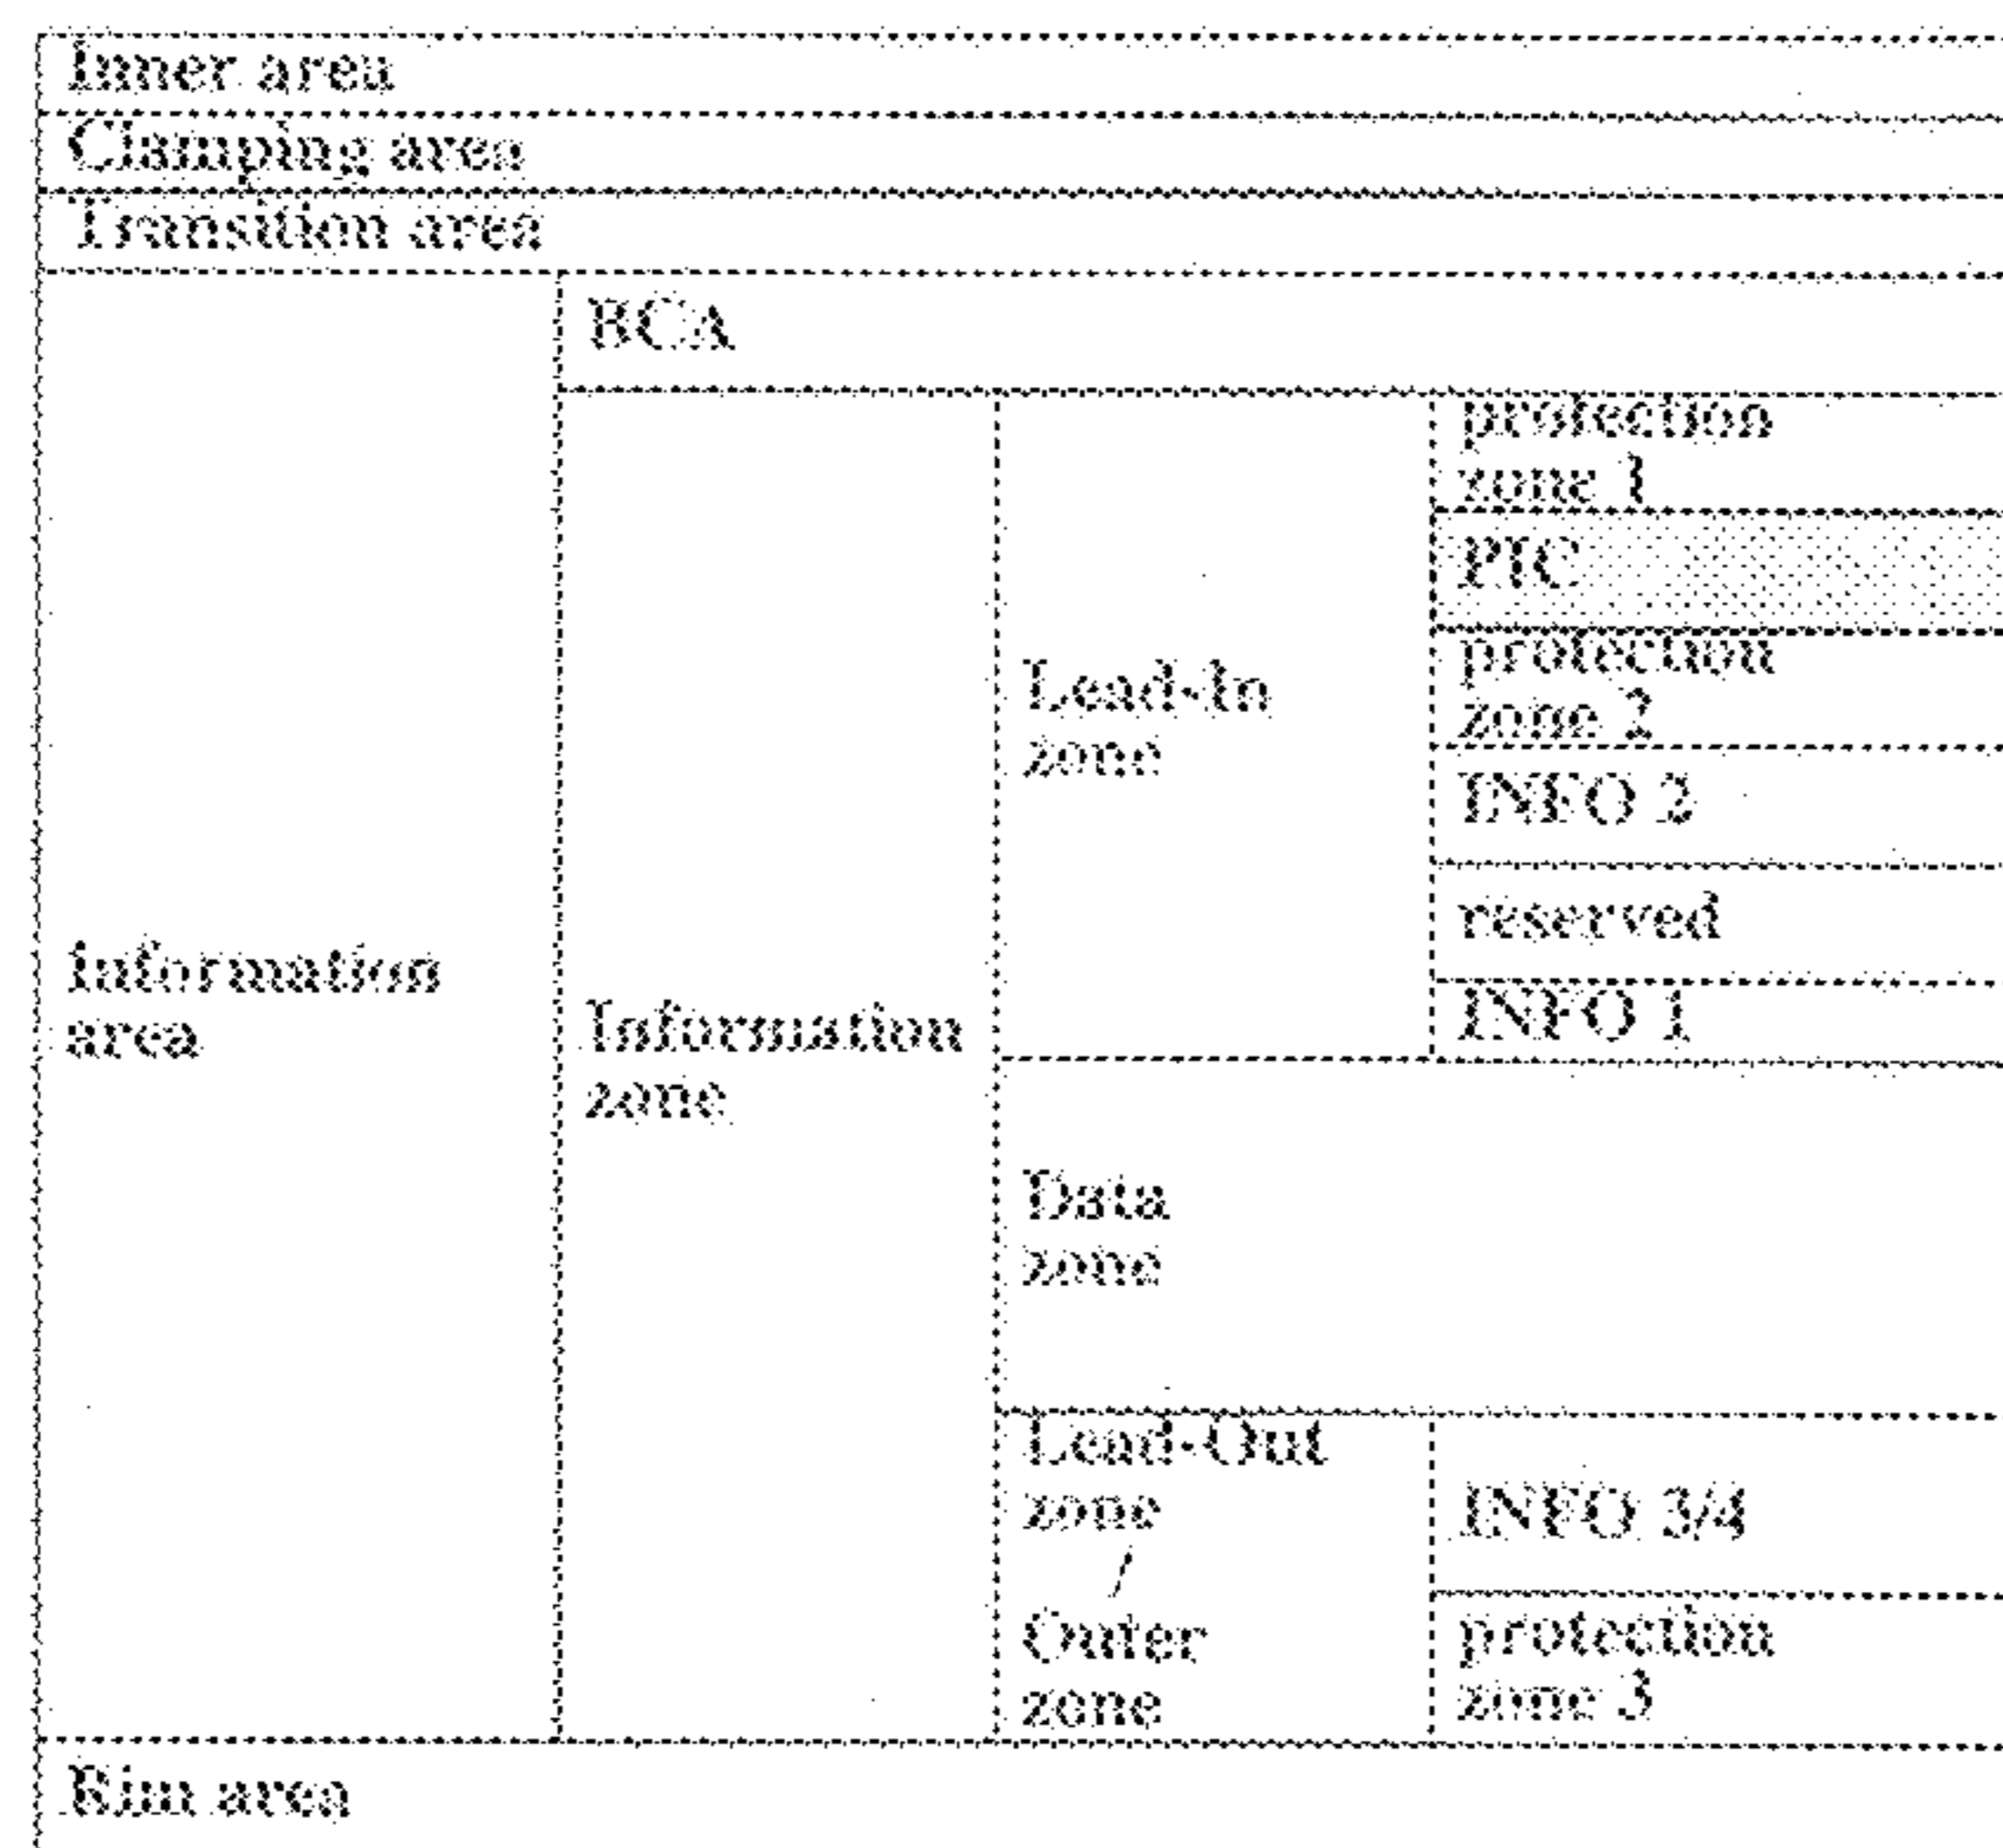 Inner area
Clamping area
Transition area
BCA
protection
zone 1
PIC
protection
zone 2
Lead-In
zone
INFO 2
reserved
INFO 1
Information
area
Information
zone
Data
zone
Lead-Out
zone
/
Outer
zone
INFO 3/4
protection
zone 3
Rim area